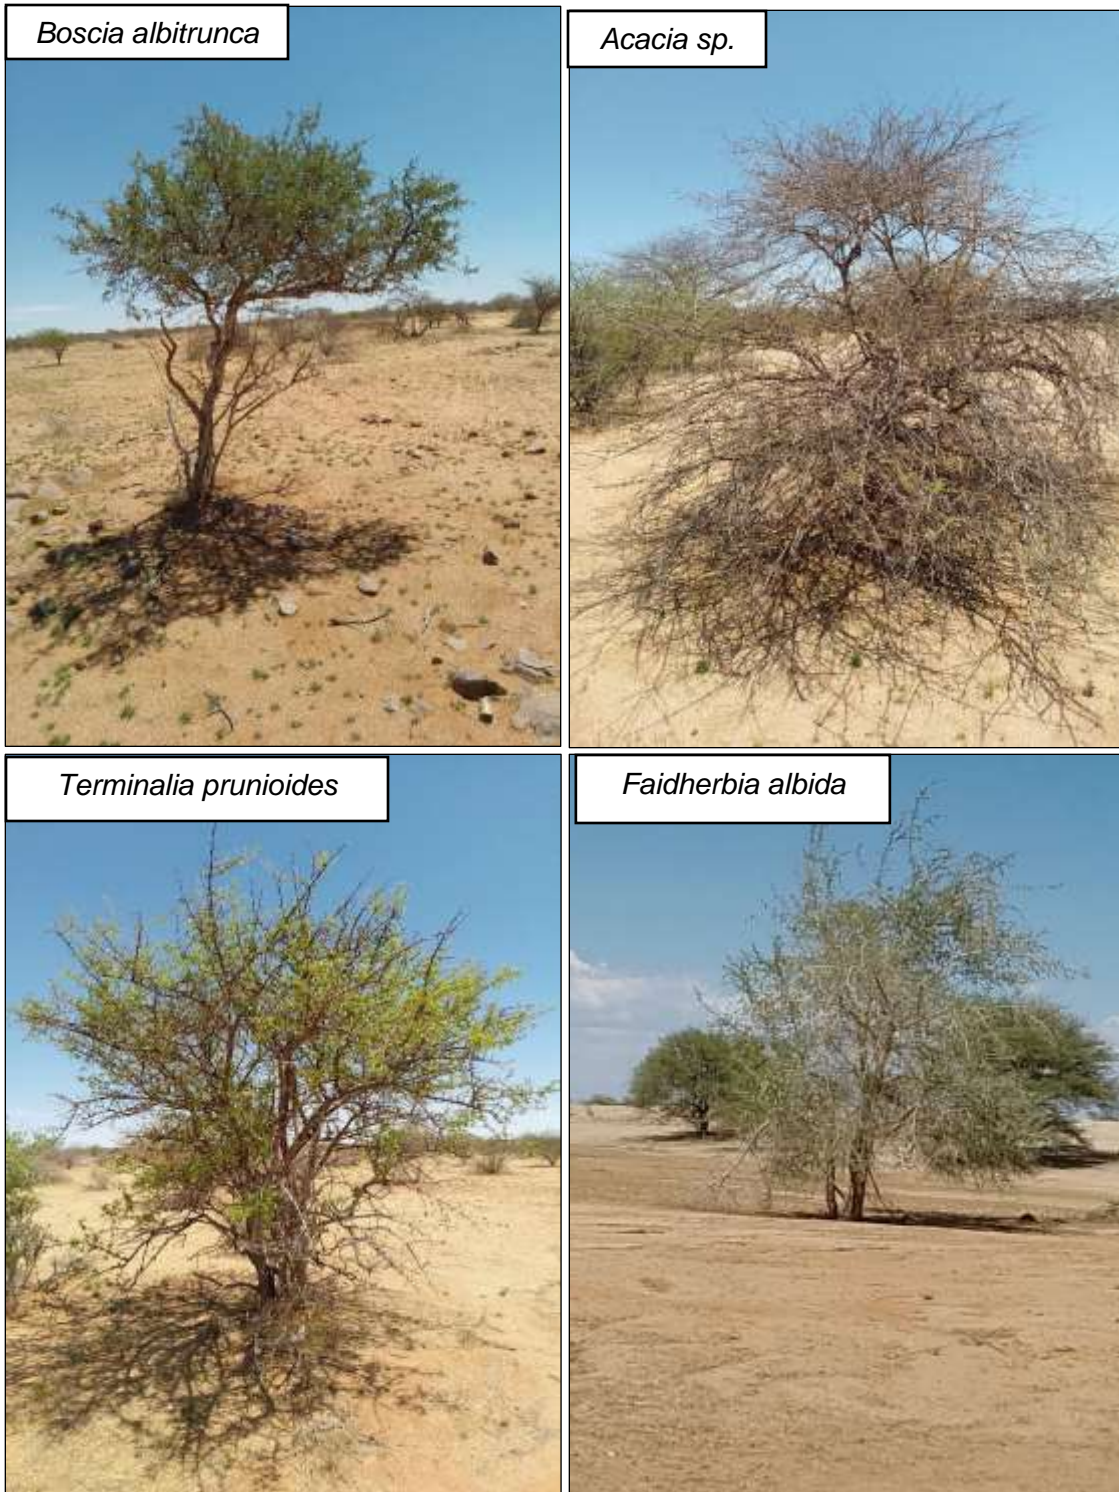 Boscia albitrunca
Acacia sp.
Terminalia prunioides
Faidherbia albida